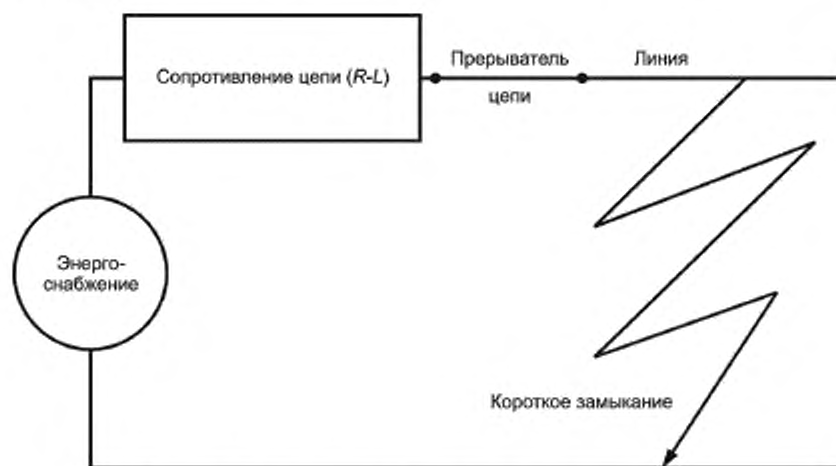 Сопротивление цепи (R-L)
Прерыватель
цепи
Линия
Энерго-
снабжение
Короткое замыкание